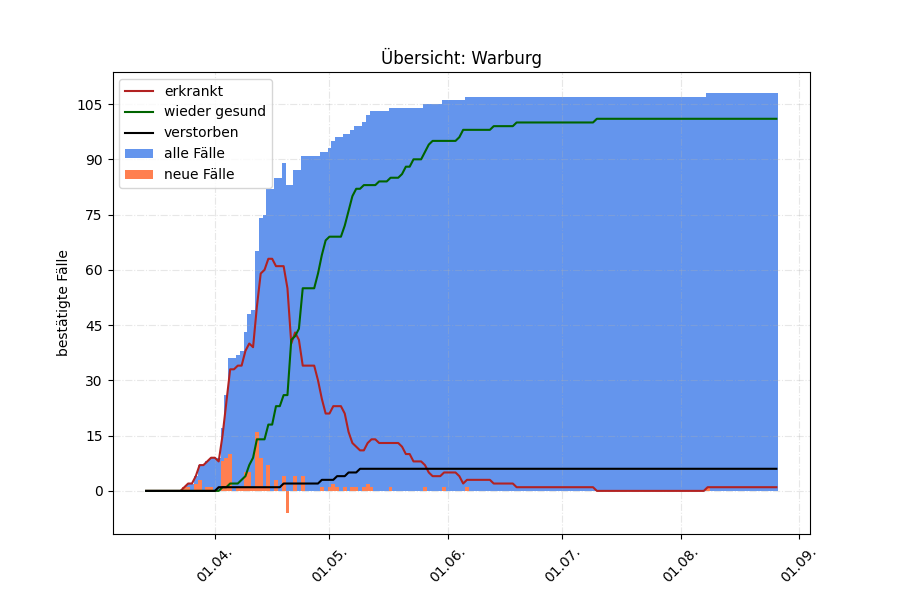 Übersicht: Warburg
erkrankt
wieder gesund
verstorben
alle Fälle
neue Fälle
bestätigte Fälle
105
90
75
60
45
30
15
0
01.04.
01.05.
01.06.
01.07.
01.08.
01.09.